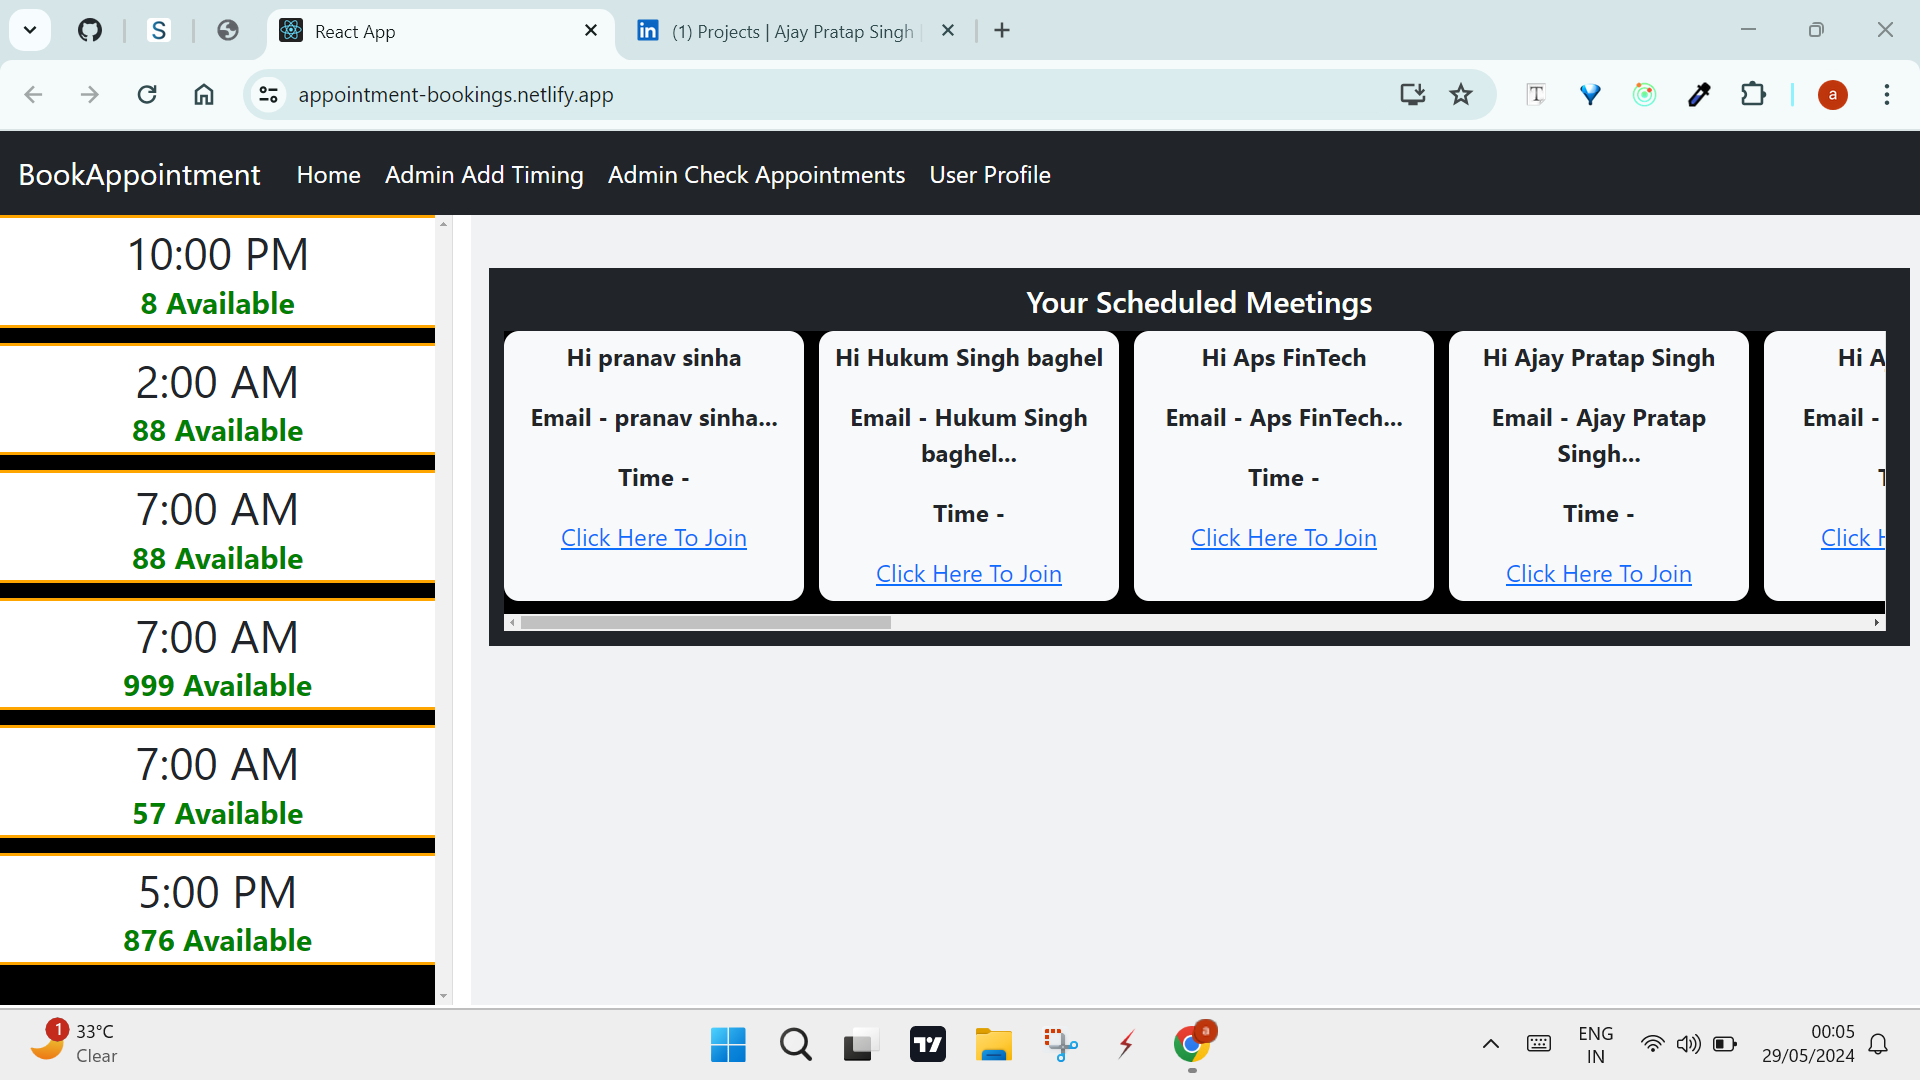 React App
(1) Projects | Ajay Pratap Singh
appointment-bookings.netlify.app
a
BookAppointment
Home
Admin Add Timing
Admin Check Appointments
User Profile
10:00 PM
8 Available
2:00 AM
88 Available
7:00 AM
88 Available
7:00 AM
999 Available
7:00 AM
57 Available
5:00 PM
876 Available
Your Scheduled Meetings
Hi pranav sinha
Email - pranav sinha...
Time -
Click Here To Join
Hi Hukum Singh baghel
Email - Hukum Singh
baghel...
Time -
Click Here To Join
Hi Aps FinTech
Email - Aps FinTech...
Time -
Click Here To Join
Hi Ajay Pratap Singh
Email - Ajay Pratap
Singh...
Time -
Click Here To Join
Hi A
Email -
Click H
1
33°C
Clear
a
ENG
IN
00:05
29/05/2024